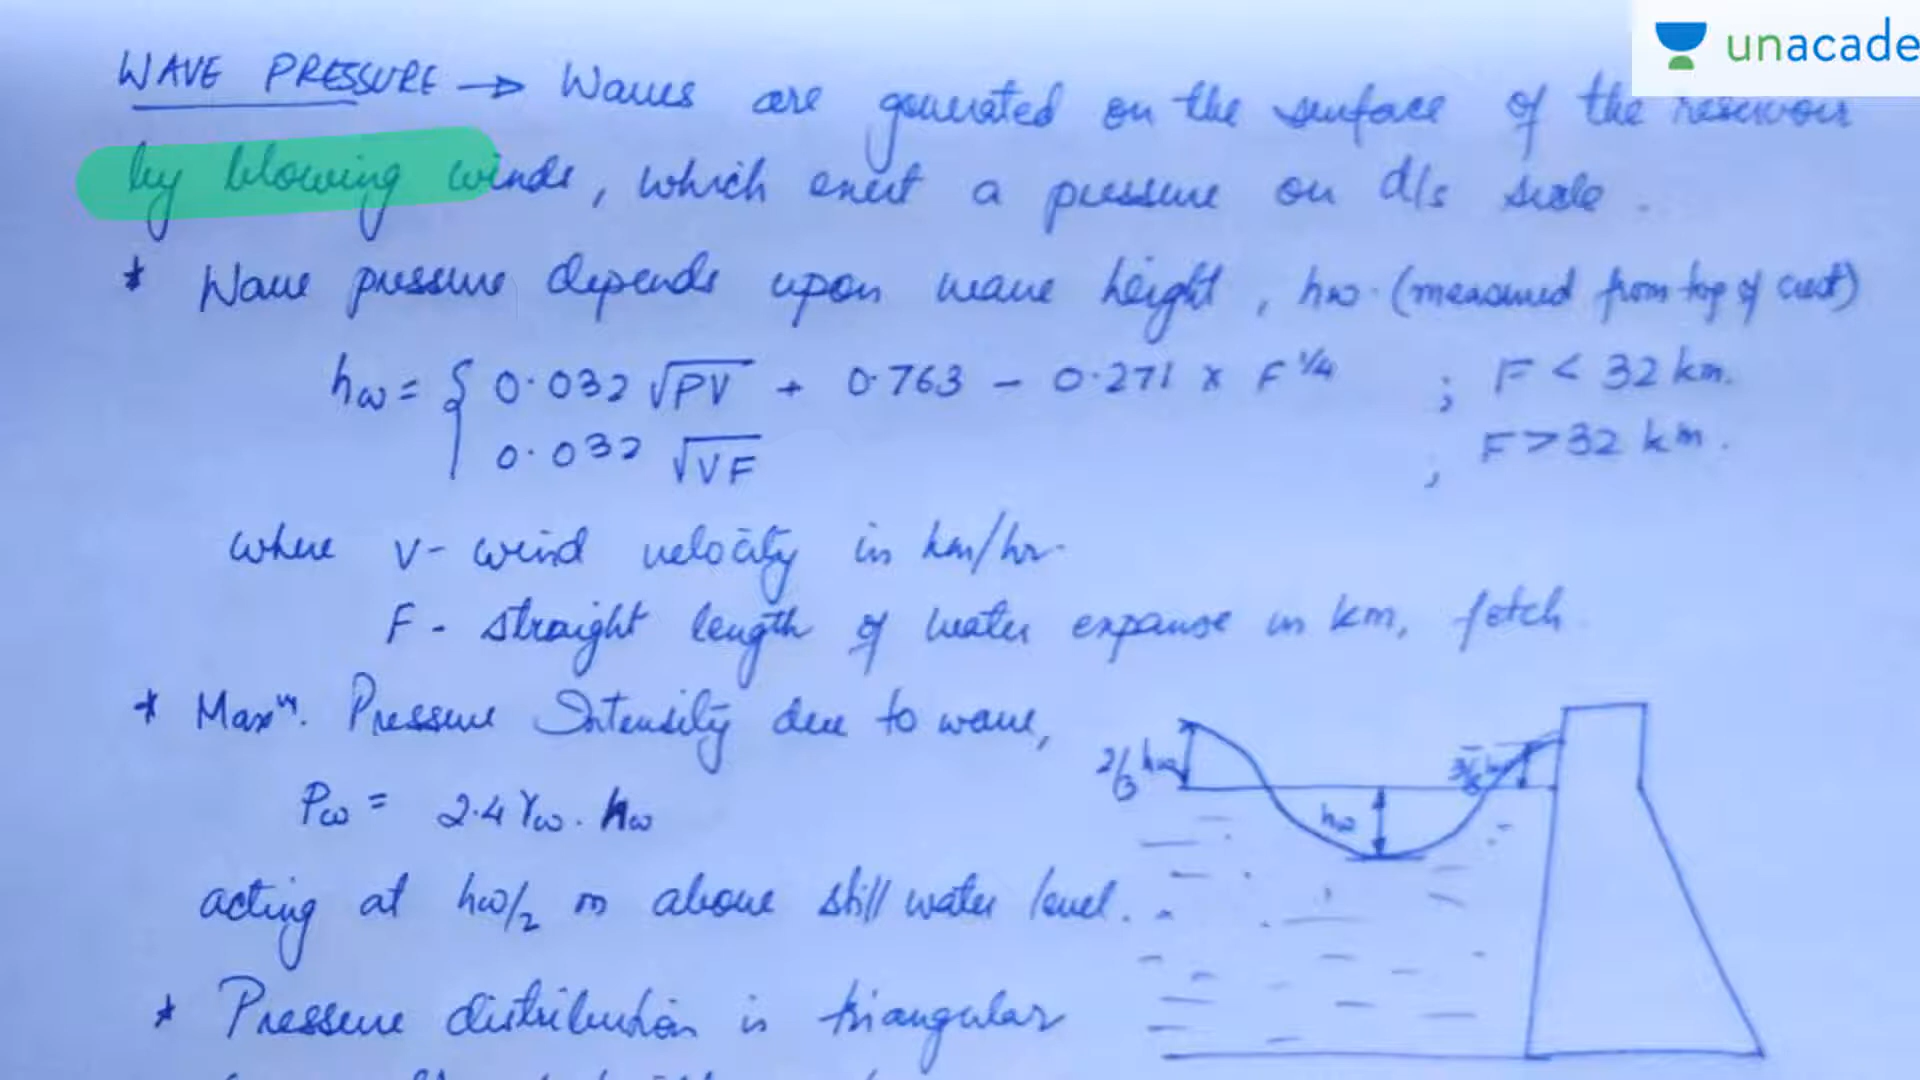 unacade
WAVE PRESSURE → Waves are generated on the surface of the reservoir
by blowing winds, which exert a pressure on d/s side.
* Wave pressure depends upon wave height, hw. (measured from top of crest)
hw = { 0.032 √PV + 0.763 - 0.271 x F^1/4 ; F < 32 km.
0.032 √VF ; F > 32 km.
where V- wind velocity in km/hr.
F - straight length of water expanse in km, fetch
* Maxm. Pressure Intensity due to wave,
Pw = 2.4 γw. hw
acting at hw/2 m above still water level.
* Pressure distribution is triangular
2/3 hw
hw